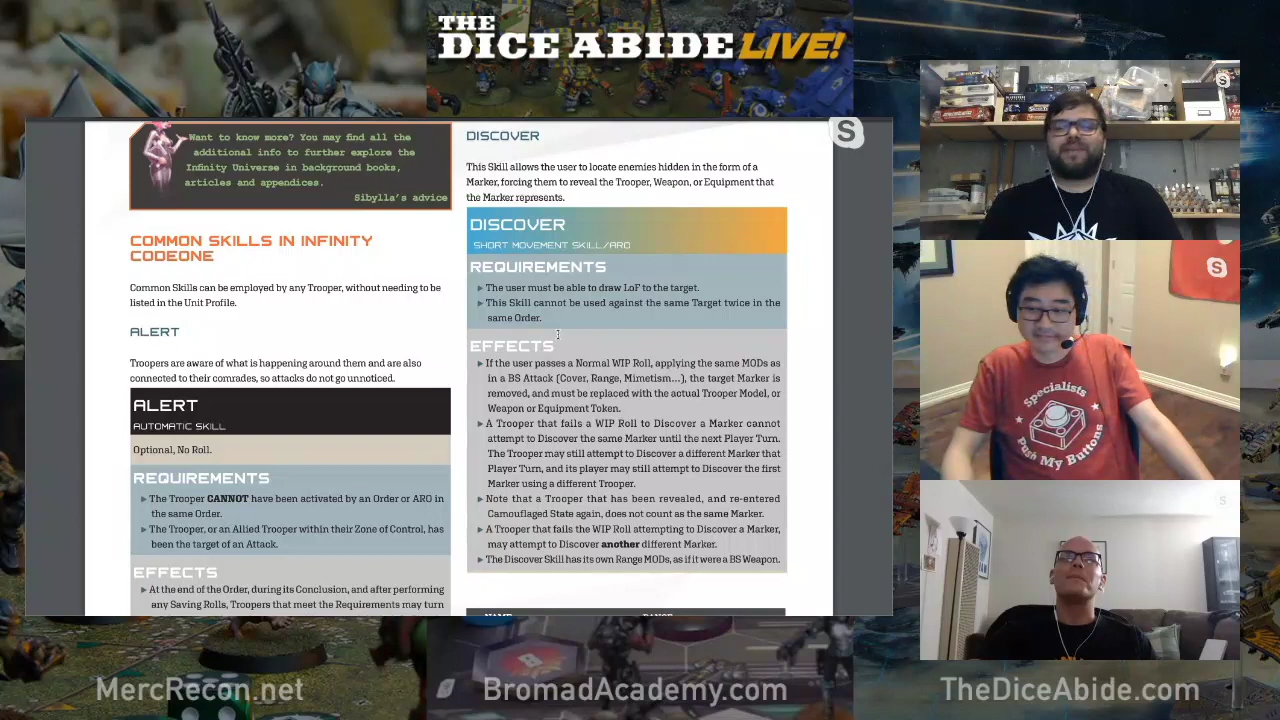 THE
DICE ABIDE LIVE!
Want to know more? You may find all the
additional info to further explore the
Infinity Universe in background books,
articles and appendices.
Sibylla's advice
COMMON SKILLS IN INFINITY
CODEONE
Common Skills can be employed by any Trooper, without needing to be
listed in the Unit Profile.
ALERT
Troopers are aware of what is happening around them and are also
connected to their comrades, so attacks do not go unnoticed.
ALERT
AUTOMATIC SKILL
Optional, No Roll.
REQUIREMENTS
▶ The Trooper CANNOT have been activated by an Order or ARO in
the same Order.
▶ The Trooper, or an Allied Trooper within their Zone of Control, has
been the target of an Attack.
EFFECTS
▶ At the end of the Order, during its Conclusion, and after performing
any Saving Rolls, Troopers that meet the Requirements may turn
DISCOVER
This Skill allows the user to locate enemies hidden in the form of a
Marker, forcing them to reveal the Trooper, Weapon, or Equipment that
the Marker represents.
DISCOVER
SHORT MOVEMENT SKILL/ARO
REQUIREMENTS
▶ The user must be able to draw LoF to the target.
▶ This Skill cannot be used against the same Target twice in the
same Order.
EFFECTS
▶ If the user passes a Normal WIP Roll, applying the same MODs as
in a BS Attack (Cover, Range, Mimetism...), the target Marker is
removed, and must be replaced with the actual Trooper Model, or
Weapon or Equipment Token.
▶ A Trooper that fails a WIP Roll to Discover a Marker cannot
attempt to Discover the same Marker until the next Player Turn.
The Trooper may still attempt to Discover a different Marker that
Player Turn, and its player may still attempt to Discover the first
Marker using a different Trooper.
▶ Note that a Trooper that has been revealed, and re-entered
Camouflaged State again, does not count as the same Marker.
▶ A Trooper that fails the WIP Roll attempting to Discover a Marker,
may attempt to Discover another different Marker.
▶ The Discover Skill has its own Range MODs, as if it were a BS Weapon.
NAME RANGE
S
S
Specialists
Push My Buttons
MercRecon.net
BromadAcademy.com
TheDiceAbide.com